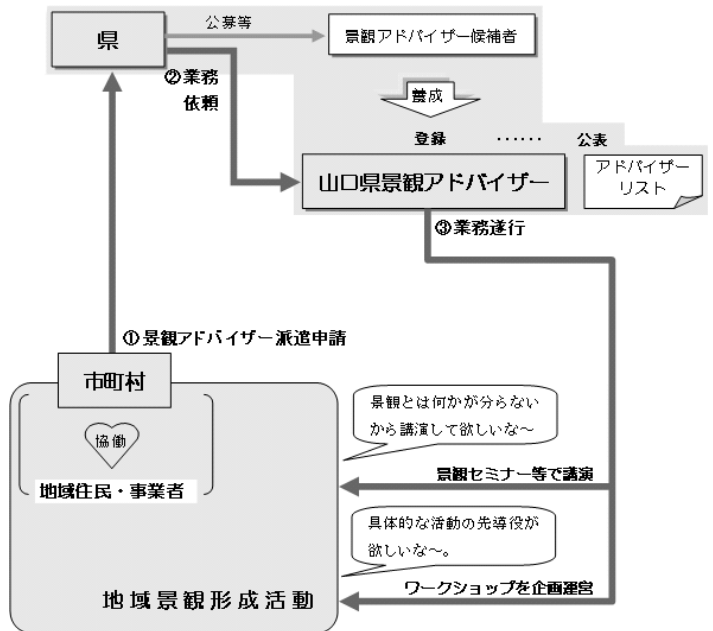 県
公募等
景観アドバイザー候補者
②業務
依頼
養成
登録 ‥‥‥ 公表
山口県景観アドバイザー
アドバイザー
リスト
③業務遂行
①景観アドバイザー派遣申請
市町村
協働
地域住民・事業者
景観とは何かが分らない
から講演して欲しいな～
景観セミナー等で講演
具体的な活動の先導役が
欲しいな～。
ワークショップを企画運営
地域景観形成活動